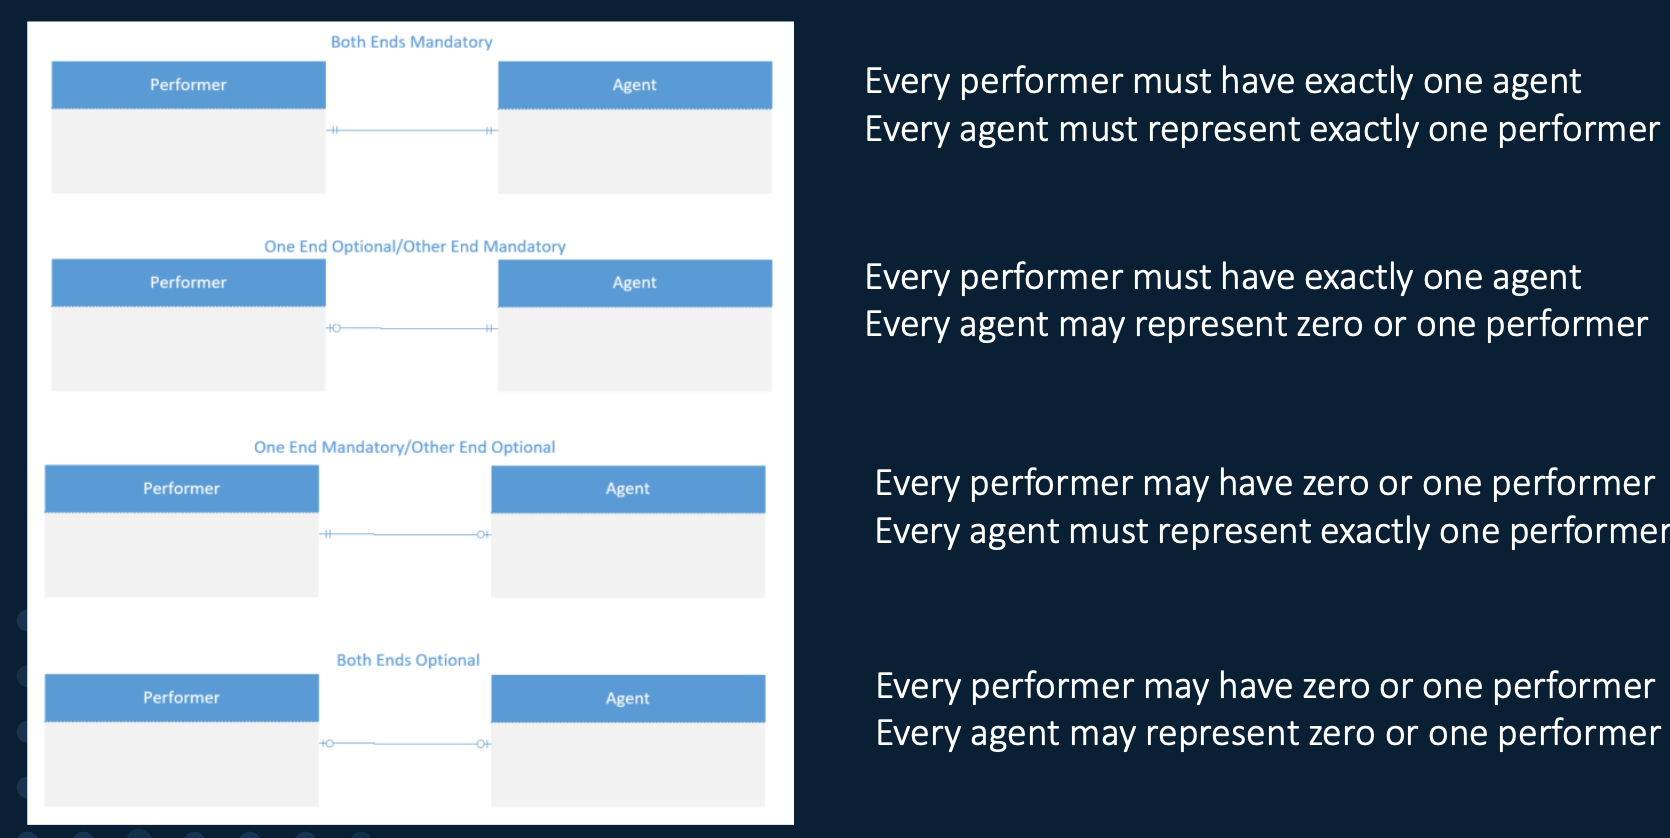 Both Ends Mandatory
Performer
Agent
Every performer must have exactly one agent
Every agent must represent exactly one performer
One End Optional/Other End Mandatory
Performer
Agent
Every performer must have exactly one agent
Every agent may represent zero or one performer
One End Mandatory/Other End Optional
Performer
Agent
Every performer may have zero or one performer
Every agent must represent exactly one performer
Both Ends Optional
Performer
Agent
Every performer may have zero or one performer
Every agent may represent zero or one performer